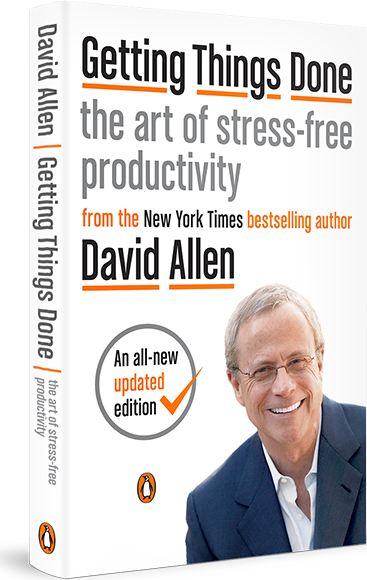 Getting Things Done
the art of stress-free
productivity
from the New York Times bestselling author
David Allen
An all-new
updated
edition
David Allen | Getting Things Done | the art of stress-free
productivity